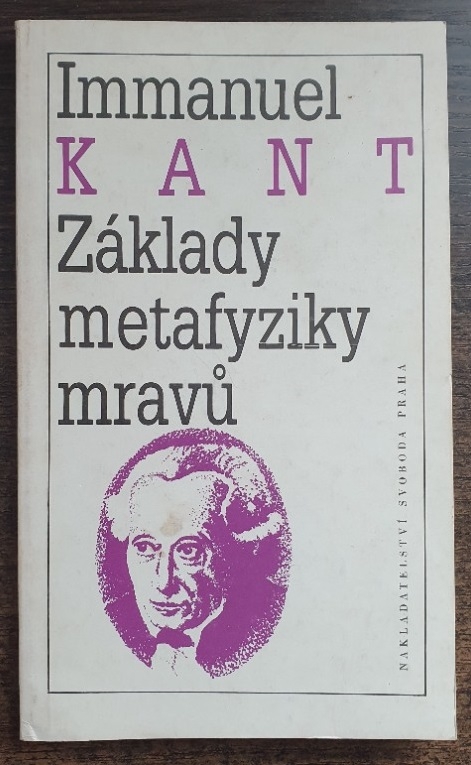 Immanuel
KANT
Základy
metafyziky
mravů
NAKLADATELSTVÍ SVOBODA PRAHA